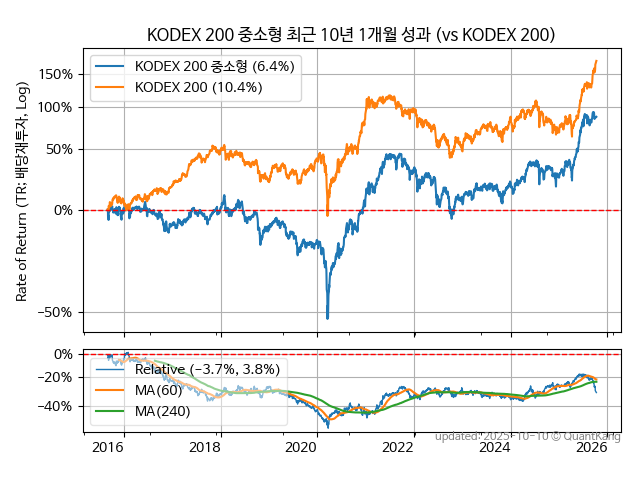 KODEX 200 중소형 최근 10년 1개월 성과 (vs KODEX 200)
Rate of Return (TR: 배당재투자, Log)
150%
100%
50%
0%
−50%
KODEX 200 중소형 (6.4%)
KODEX 200 (10.4%)
0%
−20%
−40%
Relative (−3.7%, 3.8%)
MA(60)
MA(240)
updated: 2025-10-10 © QuantKang
2016 2018 2020 2022 2024 2026